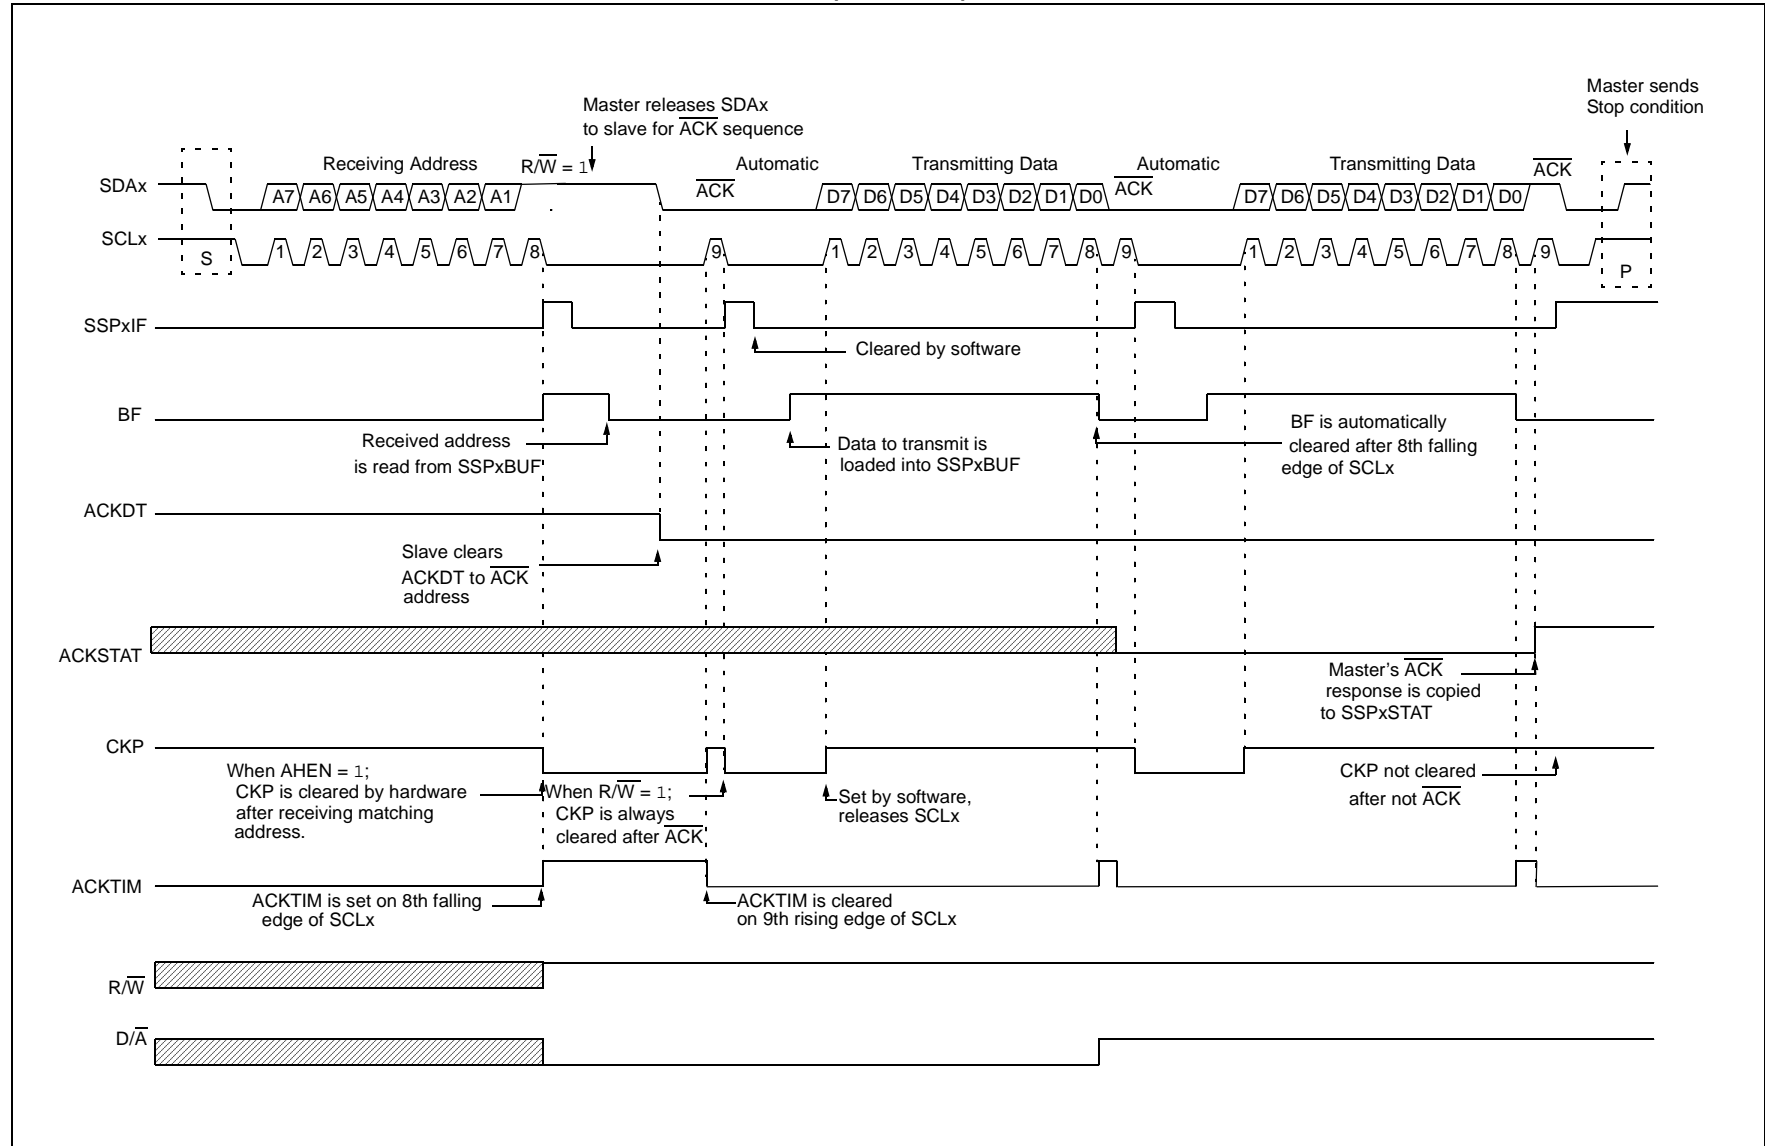 Master sends
Stop condition
Master releases SDAx
to slave for A̅C̅K̅ sequence
Receiving Address
R/W̅ = 1
Automatic
Transmitting Data
Automatic
Transmitting Data
A̅C̅K̅
SDAx
A7 A6 A5 A4 A3 A2 A1
A̅C̅K̅
D7 D6 D5 D4 D3 D2 D1 D0
A̅C̅K̅
D7 D6 D5 D4 D3 D2 D1 D0
SCLx
S
1 2 3 4 5 6 7 8
9
1 2 3 4 5 6 7 8 9
1 2 3 4 5 6 7 8 9
P
SSPxIF
Cleared by software
BF
Received address
is read from SSPxBUF
Data to transmit is
loaded into SSPxBUF
BF is automatically
cleared after 8th falling
edge of SCLx
ACKDT
Slave clears
ACKDT to A̅C̅K̅
address
ACKSTAT
Master's A̅C̅K̅
response is copied
to SSPxSTAT
CKP
When AHEN = 1;
CKP is cleared by hardware
after receiving matching
address.
When R/W̅ = 1;
CKP is always
cleared after A̅C̅K̅
Set by software,
releases SCLx
CKP not cleared
after not A̅C̅K̅
ACKTIM
ACKTIM is set on 8th falling
edge of SCLx
ACKTIM is cleared
on 9th rising edge of SCLx
R/W̅
D/A̅